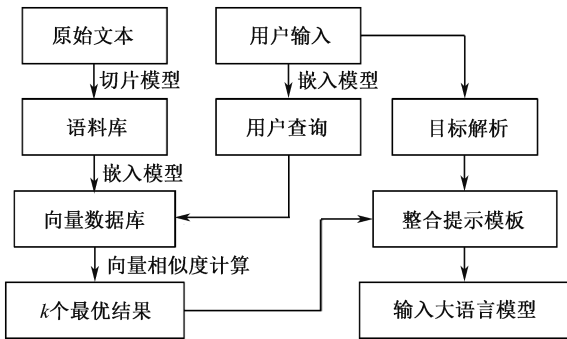 原始文本
用户输入
切片模型
嵌入模型
语料库
用户查询
目标解析
嵌入模型
向量数据库
整合提示模板
向量相似度计算
k个最优结果
输入大语言模型